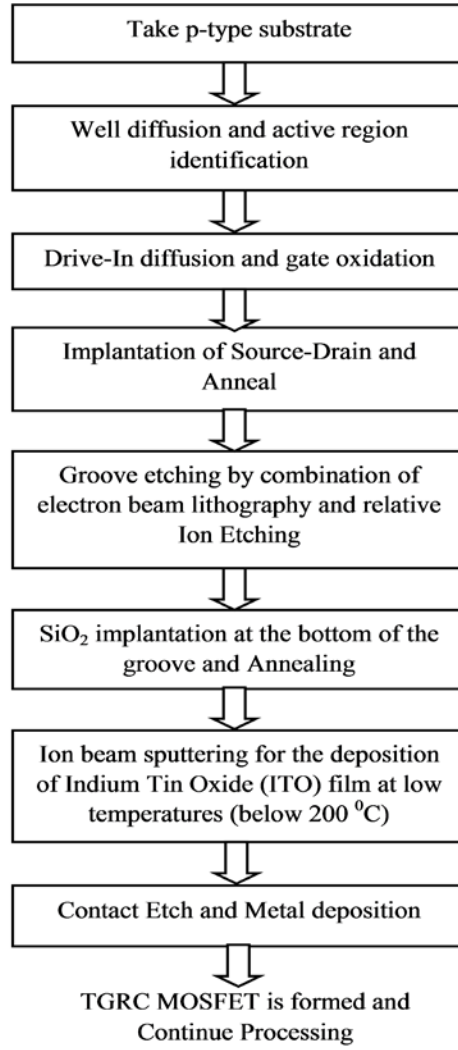 Take p-type substrate
Well diffusion and active region
identification
Drive-In diffusion and gate oxidation
Implantation of Source-Drain and
Anneal
Groove etching by combination of
electron beam lithography and relative
Ion Etching
SiO₂ implantation at the bottom of the
groove and Annealing
Ion beam sputtering for the deposition
of Indium Tin Oxide (ITO) film at low
temperatures (below 200 ⁰C)
Contact Etch and Metal deposition
TGRC MOSFET is formed and
Continue Processing